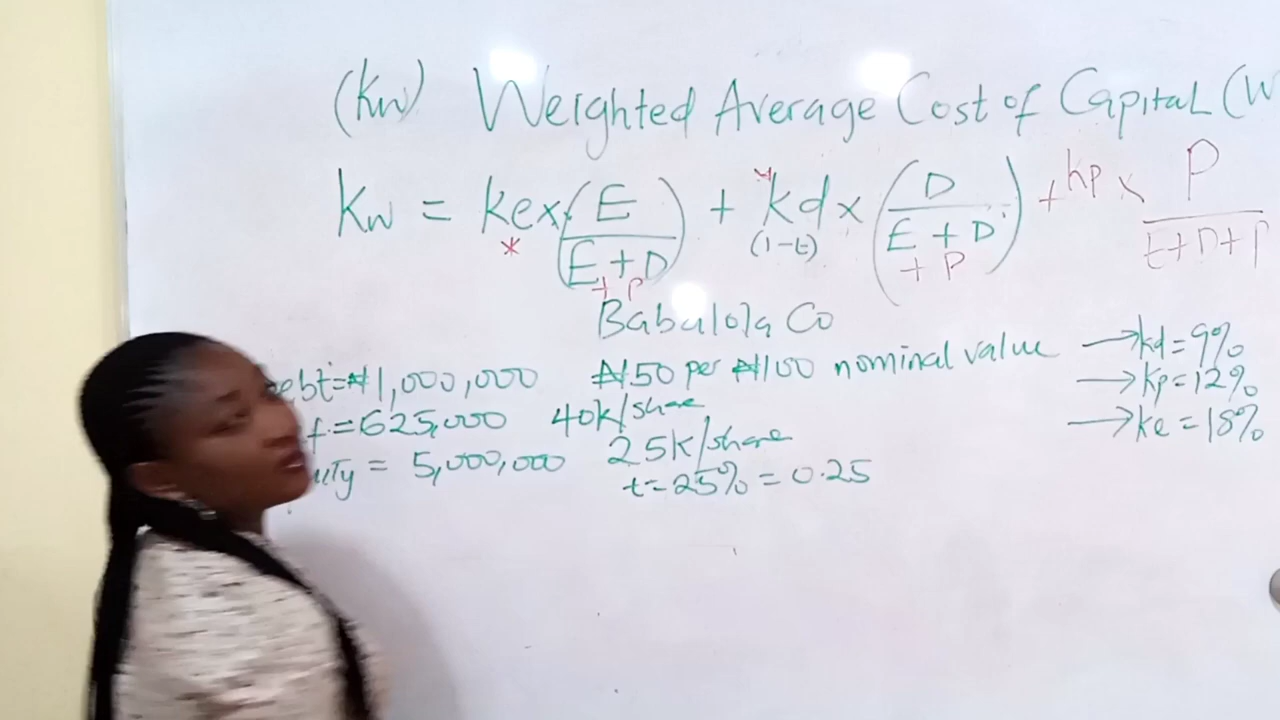 (Kw) Weighted Average Cost of Capital (W
Kw = ke x (E / E + D + P) + kd (1-t) x (D / E + D + P) + kp x P / E+D+P
Babalola Co
ebt = ₦1,000,000 ₦50 per ₦100 nominal value → kd = 9%
f = 625,000 40k/share → kp = 12%
uity = 5,000,000 25k/share → ke = 18%
t = 25% = 0.25